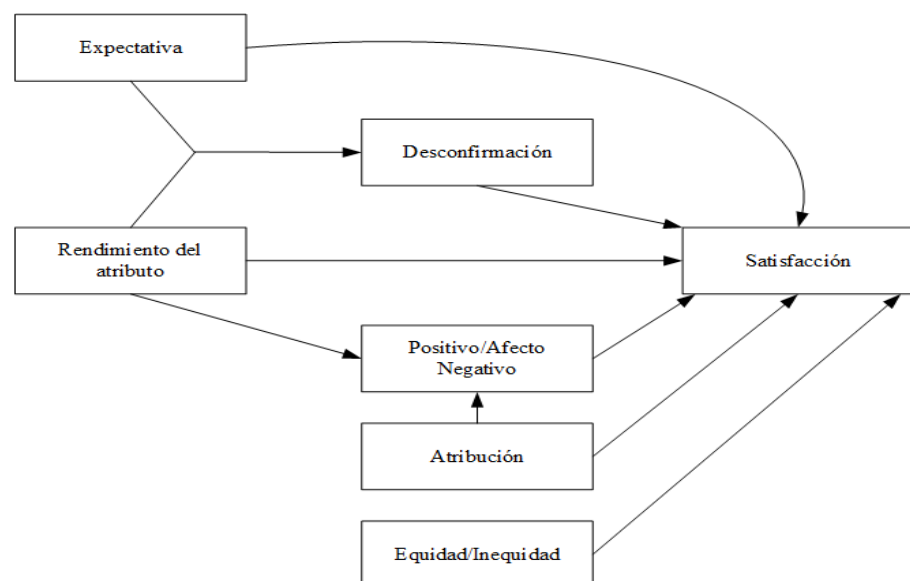 Expectativa
Desconfirmación
Rendimiento del
atributo
Satisfacción
Positivo/Afecto
Negativo
Atribución
Equidad/Inequidad